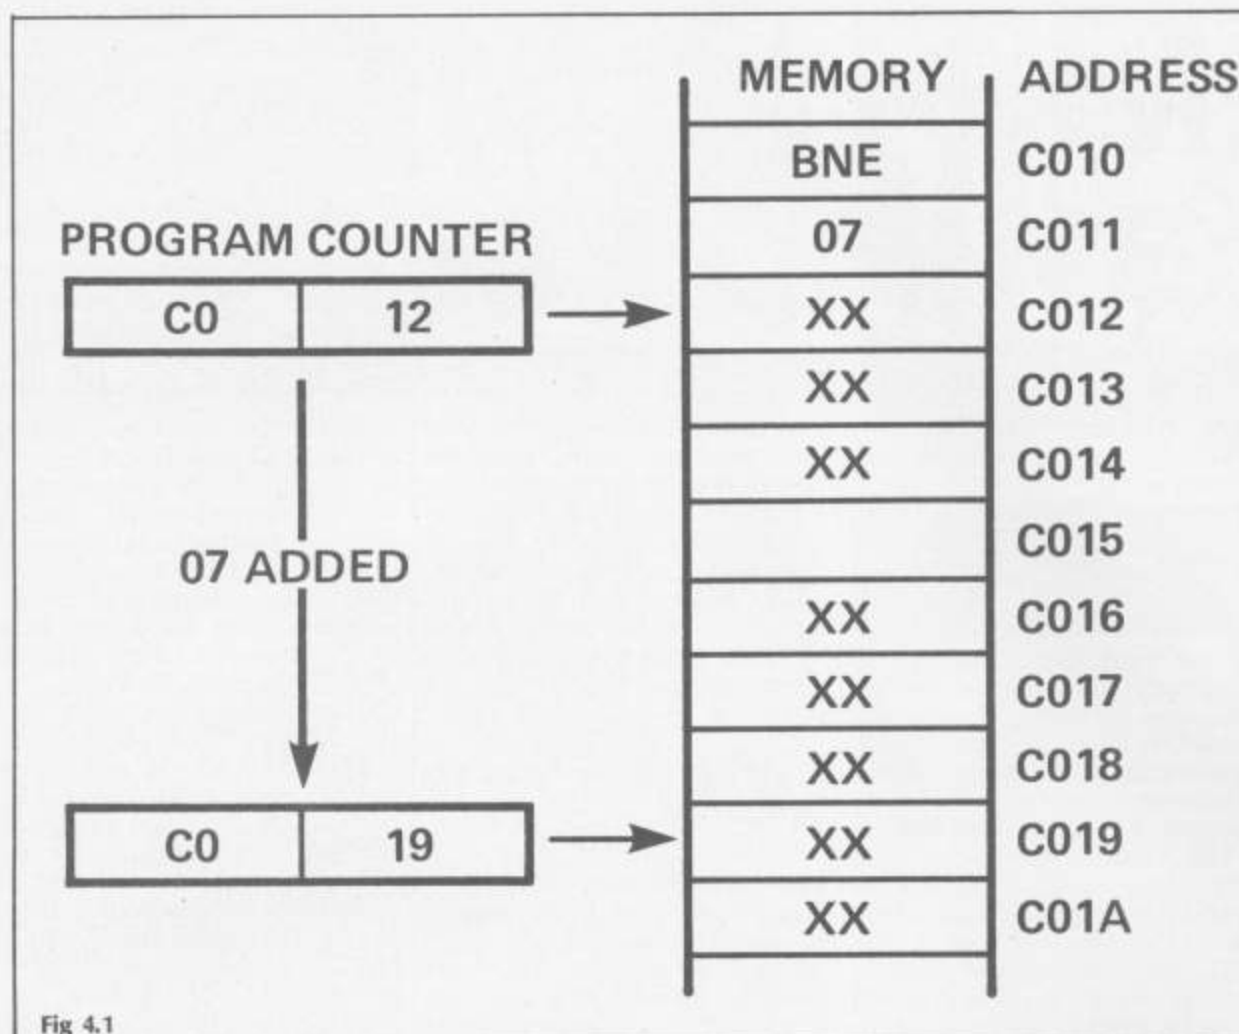 MEMORY ADDRESS
BNE C010
PROGRAM COUNTER 07 C011
C0 12 XX C012
XX C013
XX C014
07 ADDED C015
XX C016
XX C017
XX C018
C0 19 XX C019
XX C01A
Fig 4.1